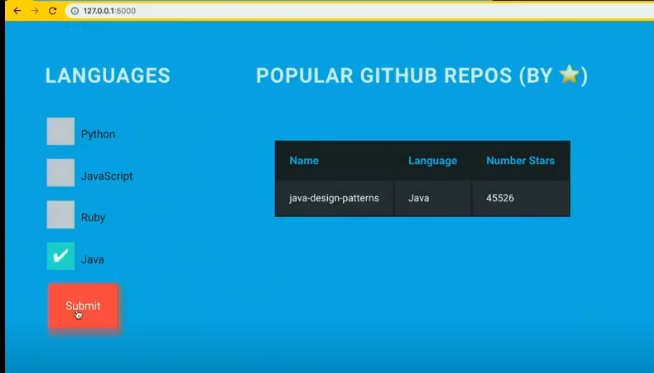 127.0.0.1:5000
LANGUAGES
POPULAR GITHUB REPOS (BY ⭐)
Python
JavaScript
Ruby
Java
Submit
Name Language Number Stars
java-design-patterns Java 45526